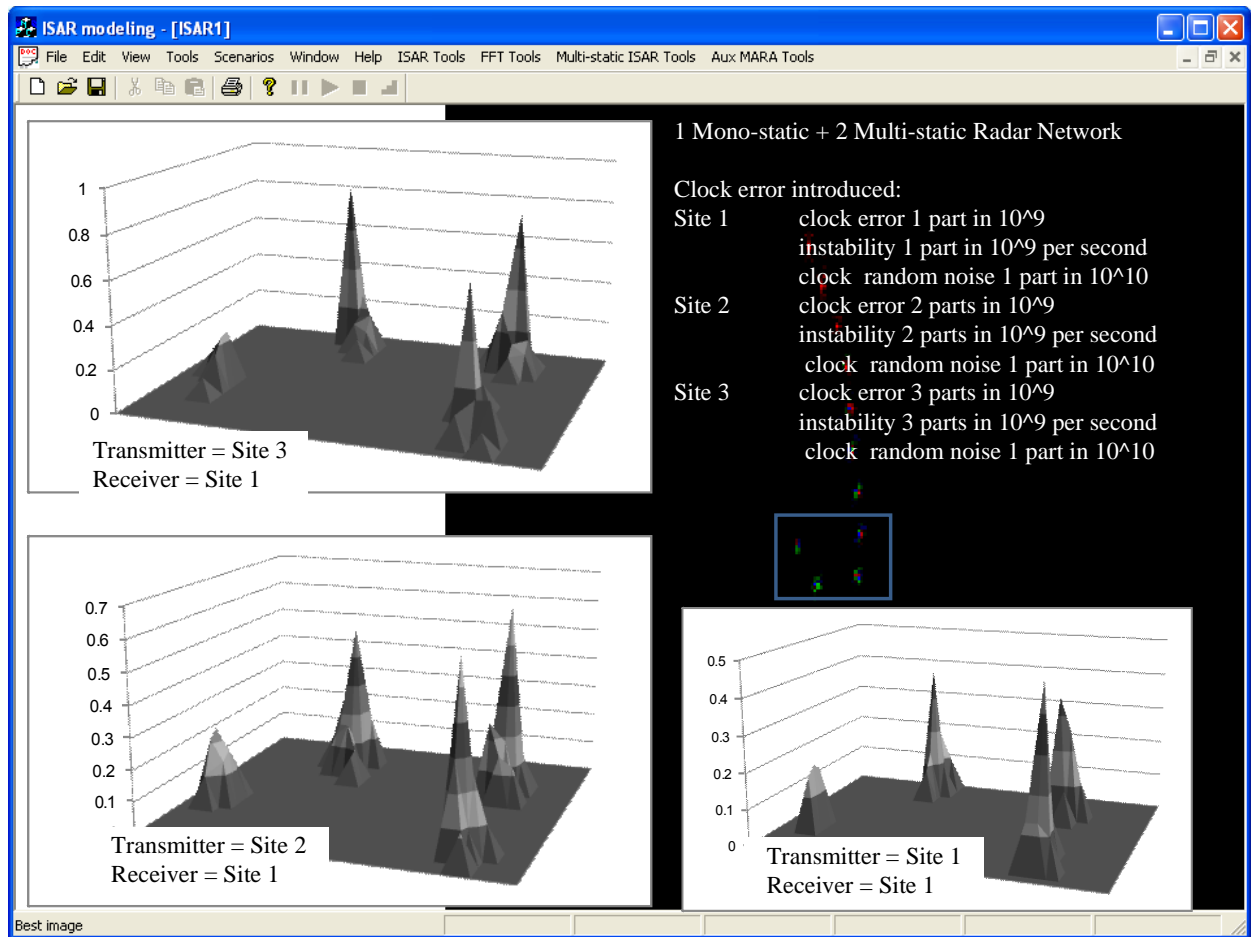 ISAR modeling - [ISAR1]
DOC File Edit View Tools Scenarios Window Help ISAR Tools FFT Tools Multi-static ISAR Tools Aux MARA Tools
1
0.8
0.6
0.4
0.2
0
Transmitter = Site 3
Receiver = Site 1
1 Mono-static + 2 Multi-static Radar Network
Clock error introduced:
Site 1 clock error 1 part in 10^9
instability 1 part in 10^9 per second
clock random noise 1 part in 10^10
Site 2 clock error 2 parts in 10^9
instability 2 parts in 10^9 per second
clock random noise 1 part in 10^10
Site 3 clock error 3 parts in 10^9
instability 3 parts in 10^9 per second
clock random noise 1 part in 10^10
0.7
0.6
0.5
0.4
0.3
0.2
0.1
Transmitter = Site 2
Receiver = Site 1
0.5
0.4
0.3
0.2
0.1
0
Transmitter = Site 1
Receiver = Site 1
Best image